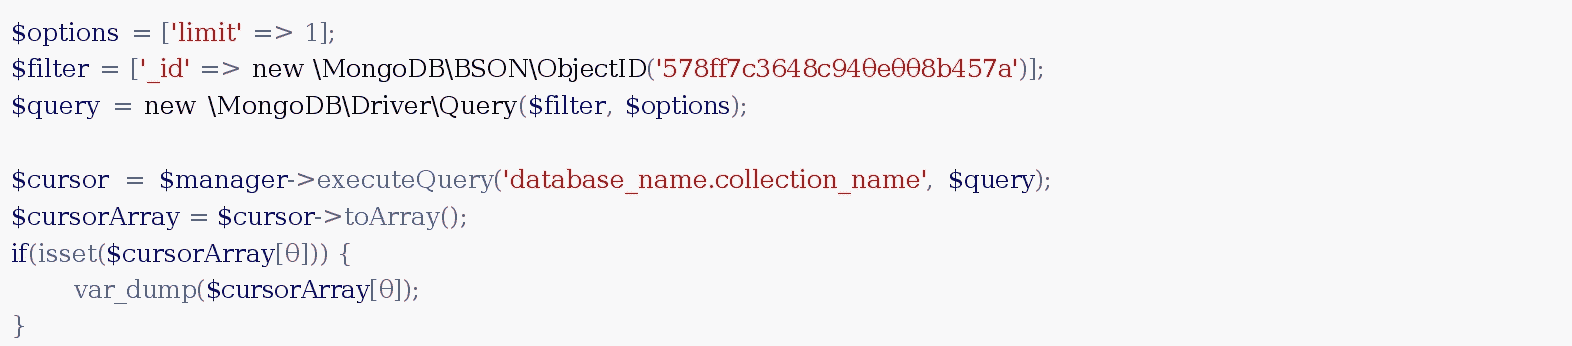 $options = ['limit' => 1];
$filter = ['_id' => new \MongoDB\BSON\ObjectID('578ff7c3648c940e008b457a')];
$query = new \MongoDB\Driver\Query($filter, $options);
$cursor = $manager->executeQuery('database_name.collection_name', $query);
$cursorArray = $cursor->toArray();
if(isset($cursorArray[0])) {
var_dump($cursorArray[0]);
}